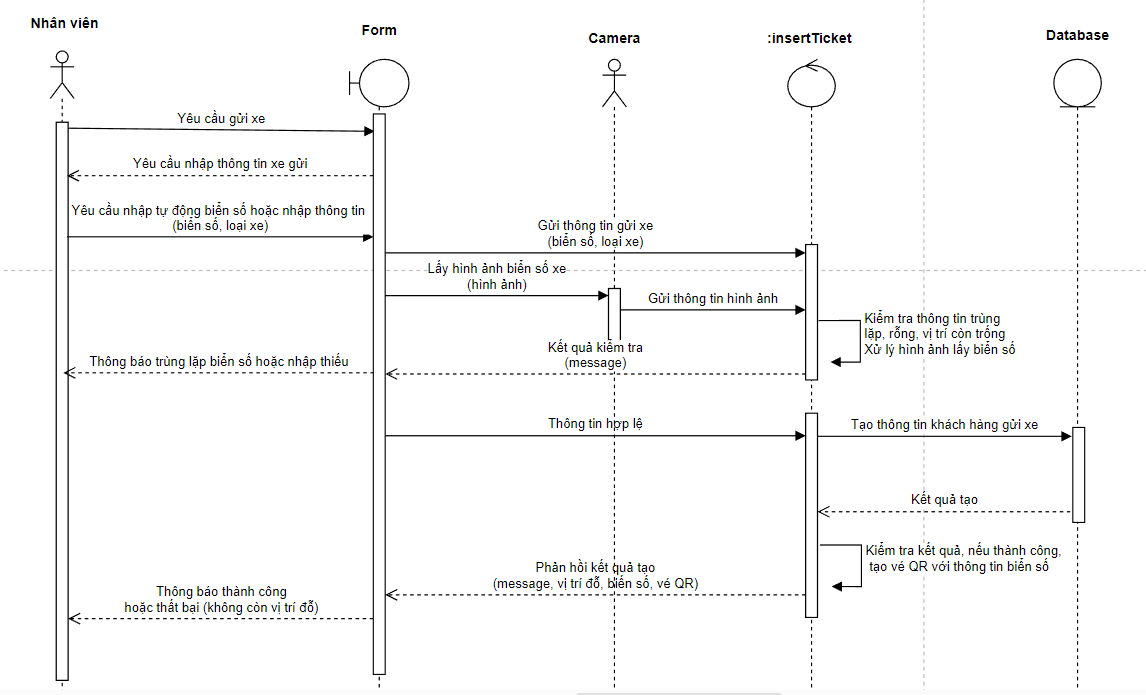 Nhân viên
Form
Camera
:insertTicket
Database
Yêu cầu gửi xe
Yêu cầu nhập thông tin xe gửi
Yêu cầu nhập tự động biển số hoặc nhập thông tin
(biển số, loại xe)
Gửi thông tin gửi xe
(biển số, loại xe)
Lấy hình ảnh biển số xe
(hình ảnh)
Gửi thông tin hình ảnh
Kiểm tra thông tin trùng
lặp, rỗng, vị trí còn trống
Xử lý hình ảnh lấy biển số
Kết quả kiểm tra
(message)
Thông báo trùng lặp biển số hoặc nhập thiếu
Thông tin hợp lệ
Tạo thông tin khách hàng gửi xe
Kết quả tạo
Kiểm tra kết quả, nếu thành công,
tạo vé QR với thông tin biển số
Phản hồi kết quả tạo
(message, vị trí đỗ, biển số, vé QR)
Thông báo thành công
hoặc thất bại (không còn vị trí đỗ)